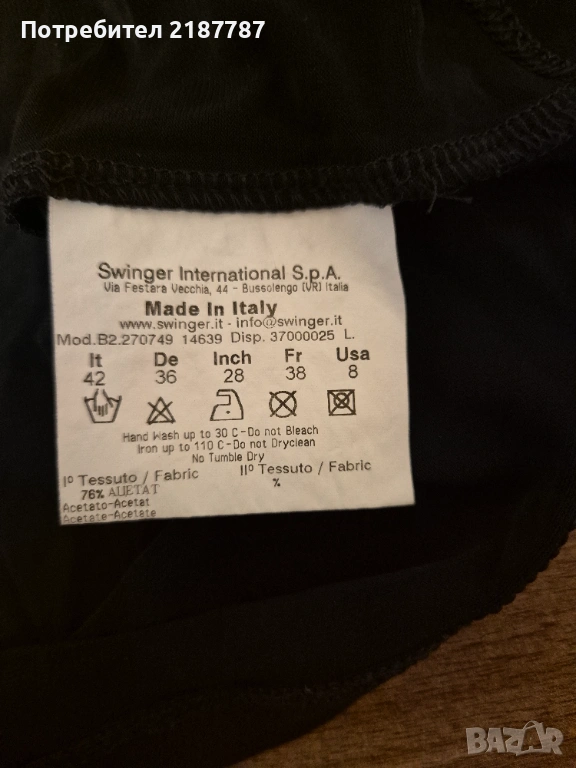 Потребител 2187787
Swinger International S.p.A.
Via Festara Vecchia, 44 - Bussolengo (VR) Italia
Made In Italy
www.swinger.it - info@swinger.it
Mod.B2.270749 14639 Disp. 37000025 L.
It De Inch Fr Usa
42 36 28 38 8
Hand Wash up to 30 C-Do not Bleach
Iron up to 110 C-Do not Dryclean
No Tumble Dry
I° Tessuto / Fabric II° Tessuto / Fabric
76% АЦЕТАТ %
Acetato-Acetat
Acetate-Acetate
BAZAR